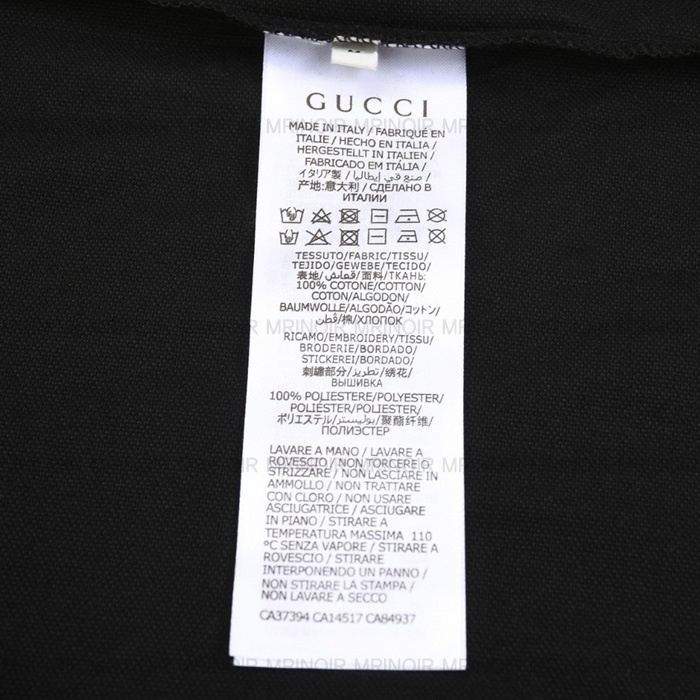 GUCCI
MADE IN ITALY / FABRIQUÉ EN
ITALIE / HECHO EN ITALIA /
HERGESTELLT IN ITALIEN /
FABRICADO EM ITÁLIA /
イタリア製 / صنع في إيطاليا /
产地:意大利 / СДЕЛАНО В
ИТАЛИИ
TESSUTO/FABRIC/TISSU/
TEJIDO/GEWEBE/TECIDO/
表地/قماش/面料/ТКАНЬ:
100% COTONE/COTTON/
COTON/ALGODON/
BAUMWOLLE/ALGODÃO/コットン/
قطن/棉/ХЛОПОК
RICAMO/EMBROIDERY/TISSU/
BRODERIE/BORDADO/
STICKEREI/BORDADO/
刺繍部分/تطريز/绣花/
ВЫШИВКА
100% POLIESTERE/POLYESTER/
POLIESTER/POLYESTER/
ポリエステル/بوليستر/聚酯纤维/
ПОЛИЭСТЕР
LAVARE A MANO / LAVARE A
ROVESCIO / NON TORCERE O
STRIZZARE / NON LASCIARE IN
AMMOLLO / NON TRATTARE
CON CLORO / NON USARE
ASCIUGATRICE / ASCIUGARE
IN PIANO / STIRARE A
TEMPERATURA MASSIMA 110
°C SENZA VAPORE / STIRARE A
ROVESCIO / STIRARE
INTERPONENDO UN PANNO /
NON STIRARE LA STAMPA /
NON LAVARE A SECCO
CA37394 CA14517 CA84937
MRINOIR MRINOIR MRINOIR